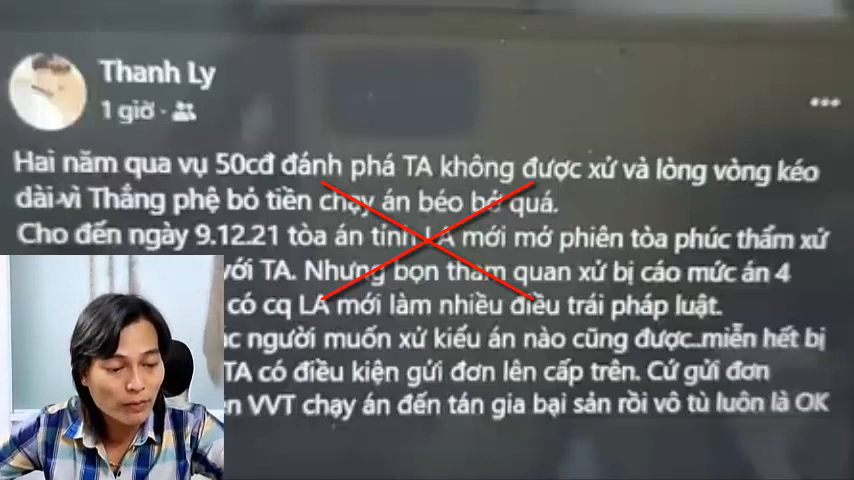 Thanh Ly
1 giờ ·
Hai năm qua vụ 50cđ đánh phá TA không được xử và lòng vòng kéo
dài vì Thắng phệ bỏ tiền chạy án béo bở quá.
Cho đến ngày 9.12.21 tòa án tỉnh LA mới mở phiên tòa phúc thẩm xử
với TA. Nhưng bọn tham quan xử bị cáo mức án 4
có cq LA mới làm nhiều điều trái pháp luật.
người muốn xử kiểu án nào cũng được..miễn hết bị
TA có điều kiện gửi đơn lên cấp trên. Cứ gửi đơn
VVT chạy án đến tán gia bại sản rồi vô tù luôn là OK